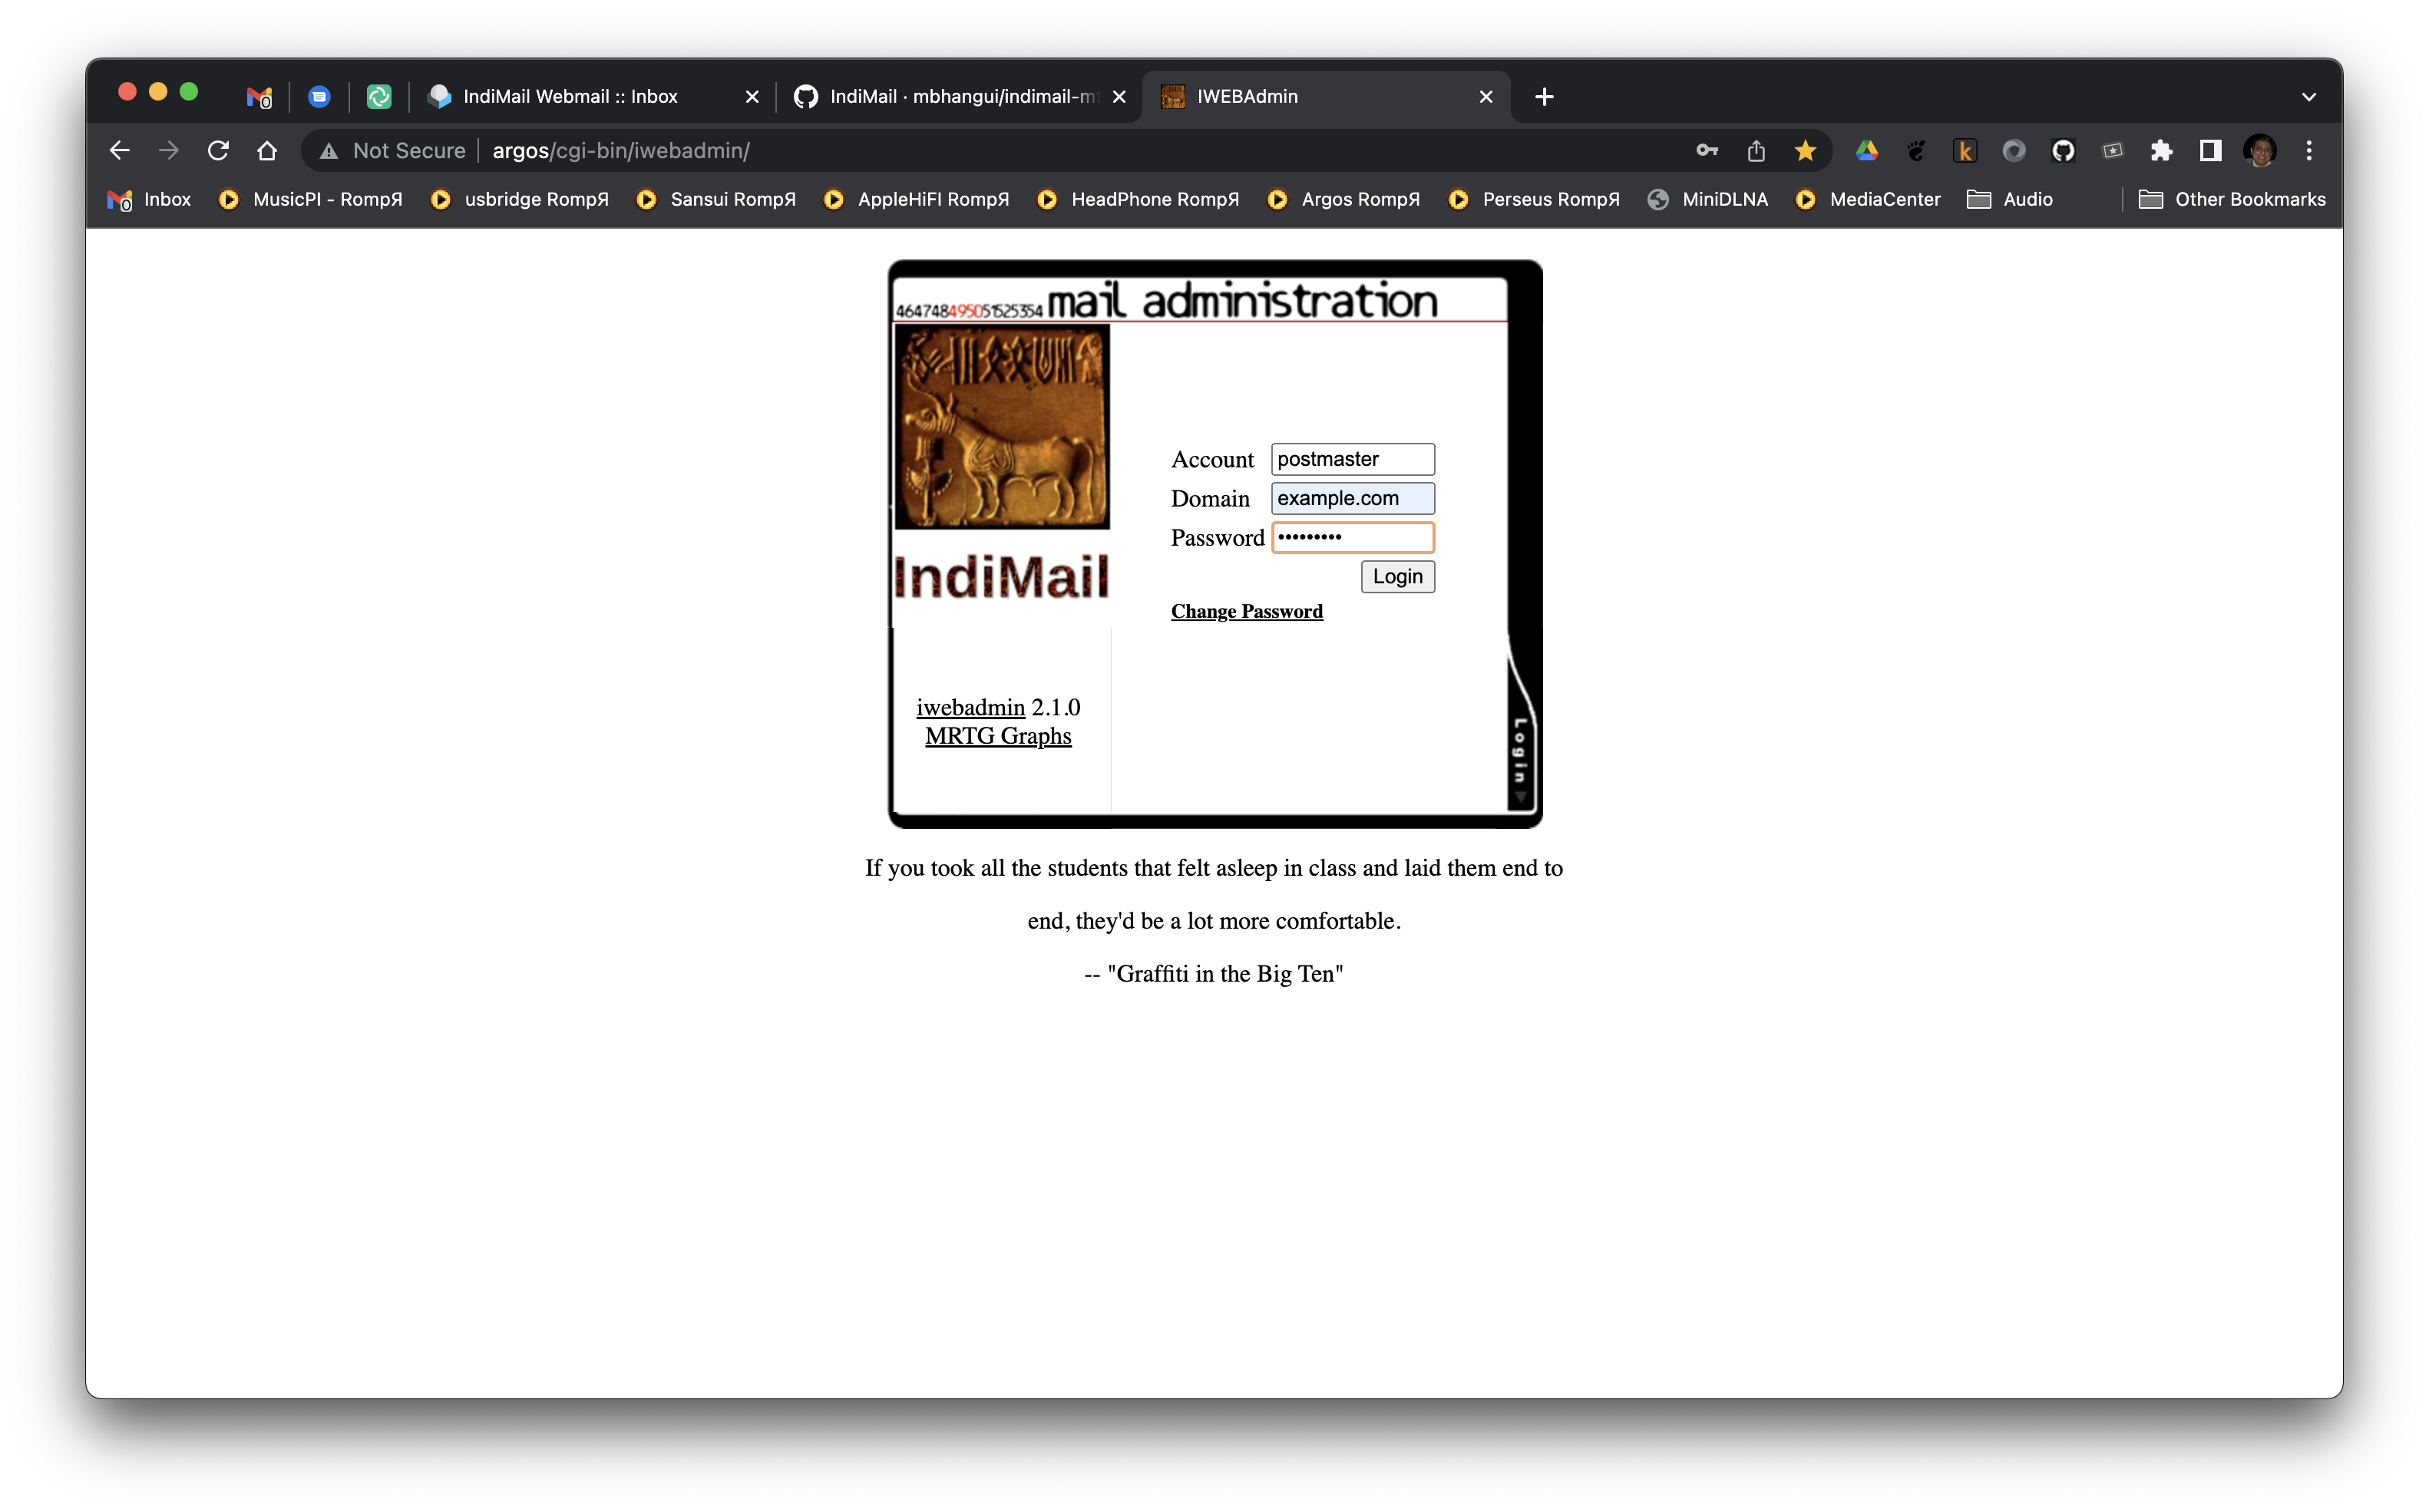 IndiMail Webmail :: Inbox
IndiMail · mbhangui/indimail-m
IWEBAdmin
Not Secure
argos/cgi-bin/iwebadmin/
Inbox
MusicPI - RompЯ
usbridge RompЯ
Sansui RompЯ
AppleHiFI RompЯ
HeadPhone RompЯ
Argos RompЯ
Perseus RompЯ
MiniDLNA
MediaCenter
Audio
Other Bookmarks
464748495051525354 mail administration
Account postmaster
Domain example.com
Password •••••••••
Login
IndiMail
Change Password
iwebadmin 2.1.0
MRTG Graphs
Login
If you took all the students that felt asleep in class and laid them end to
end, they'd be a lot more comfortable.
-- "Graffiti in the Big Ten"